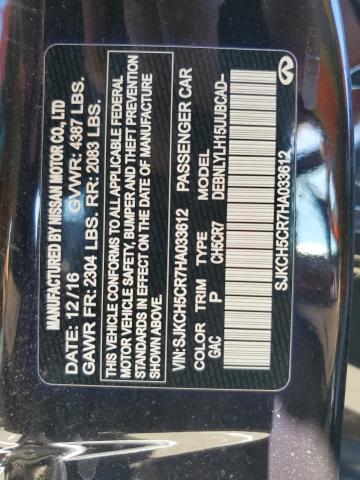 MANUFACTURED BY NISSAN MOTOR CO., LTD
DATE: 12/16 GVWR: 4387 LBS.
GAWR FR: 2304 LBS. RR: 2083 LBS.
THIS VEHICLE CONFORMS TO ALL APPLICABLE FEDERAL
MOTOR VEHICLE SAFETY, BUMPER, AND THEFT PREVENTION
STANDARDS IN EFFECT ON THE DATE OF MANUFACTURE
SHOWN ABOVE.
VIN: SJKCH5CR7HA033612 PASSENGER CAR
COLOR TRIM TYPE DEBNLYLH15UUBCAD-
GAC P CH5CR7
SJKCH5CR7HA033612